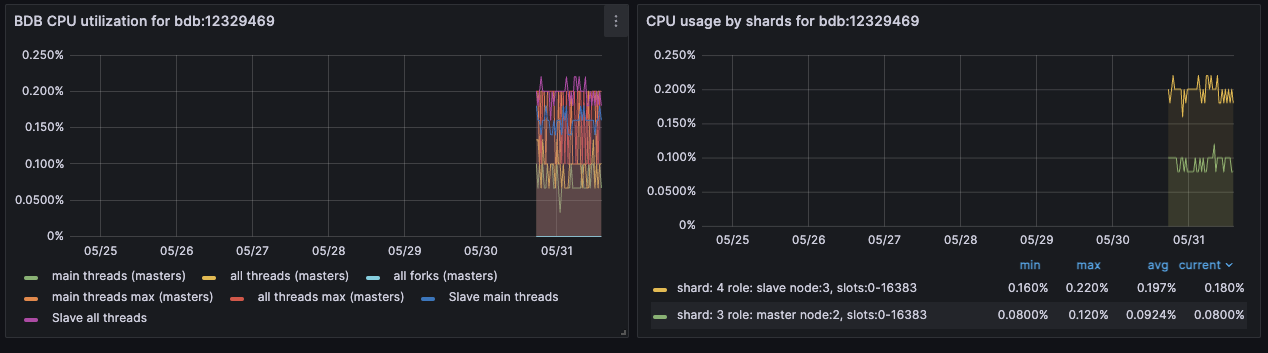 BDB CPU utilization for bdb:12329469
0.250%
0.200%
0.150%
0.100%
0.0500%
0%
05/25 05/26 05/27 05/28 05/29 05/30 05/31
main threads (masters) all threads (masters) all forks (masters)
main threads max (masters) all threads max (masters) Slave main threads
Slave all threads
CPU usage by shards for bdb:12329469
0.250%
0.200%
0.150%
0.100%
0.0500%
0%
05/25 05/26 05/27 05/28 05/29 05/30 05/31
min max avg current
shard: 4 role: slave node:3, slots:0-16383 0.160% 0.220% 0.197% 0.180%
shard: 3 role: master node:2, slots:0-16383 0.0800% 0.120% 0.0924% 0.0800%